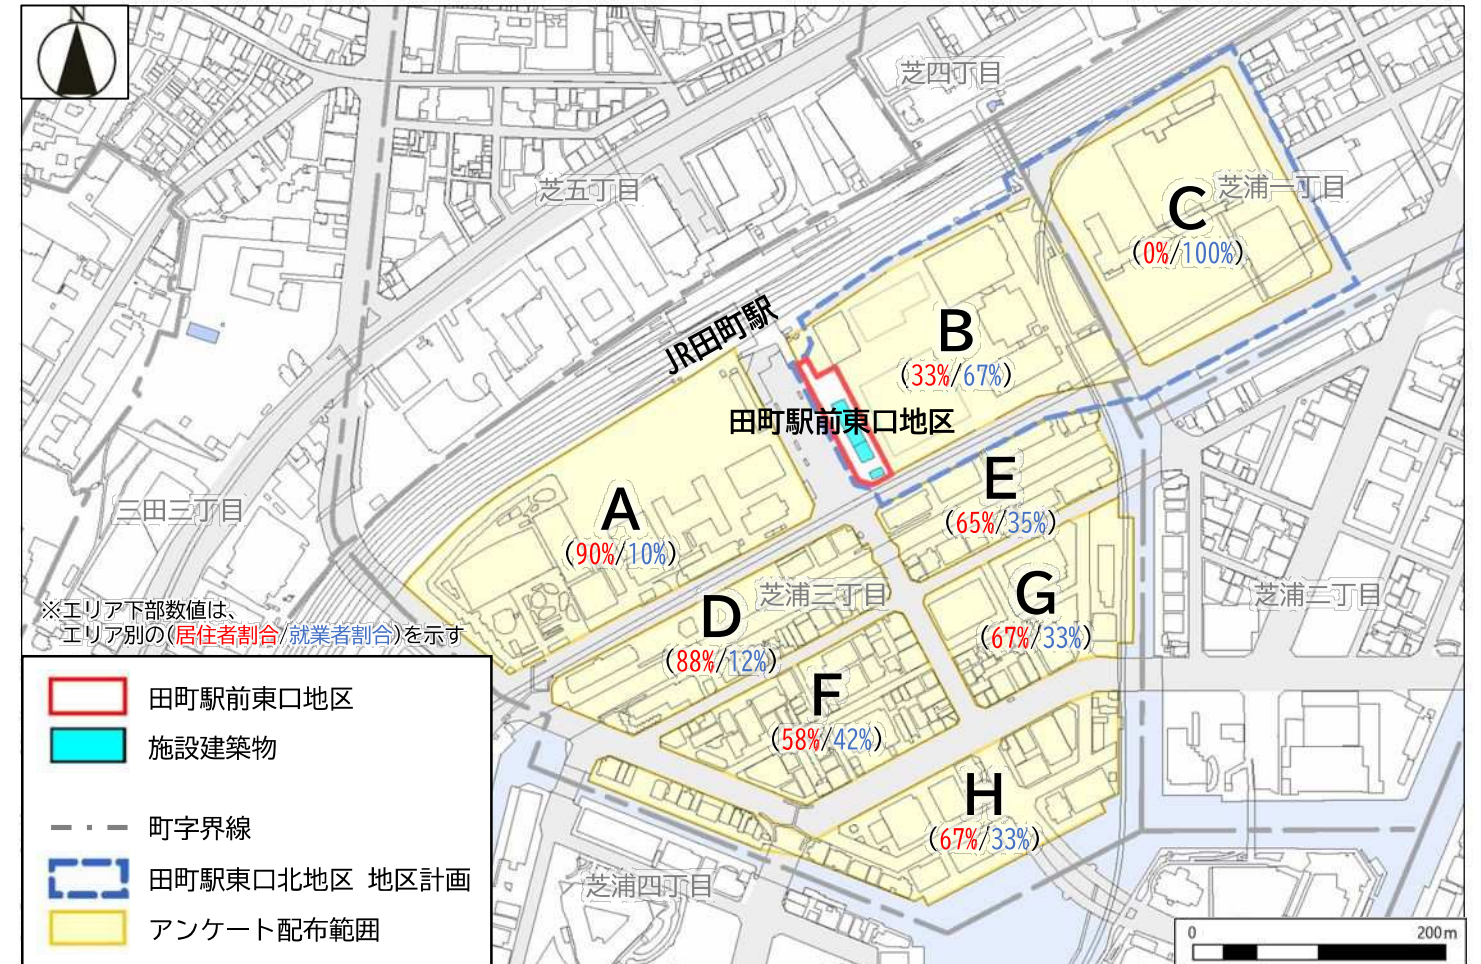 N
芝四丁目
芝五丁目
芝浦一丁目
C
(0%/100%)
JR田町駅
B
(33%/67%)
田町駅前東口地区
三田三丁目
A
(90%/10%)
E
(65%/35%)
芝浦三丁目
D
(88%/12%)
G
(67%/33%)
芝浦二丁目
F
(58%/42%)
H
(67%/33%)
芝浦四丁目
※エリア下部数値は、
エリア別の(居住者割合/就業者割合)を示す
田町駅前東口地区
施設建築物
町字界線
田町駅東口北地区 地区計画
アンケート配布範囲
0 200m